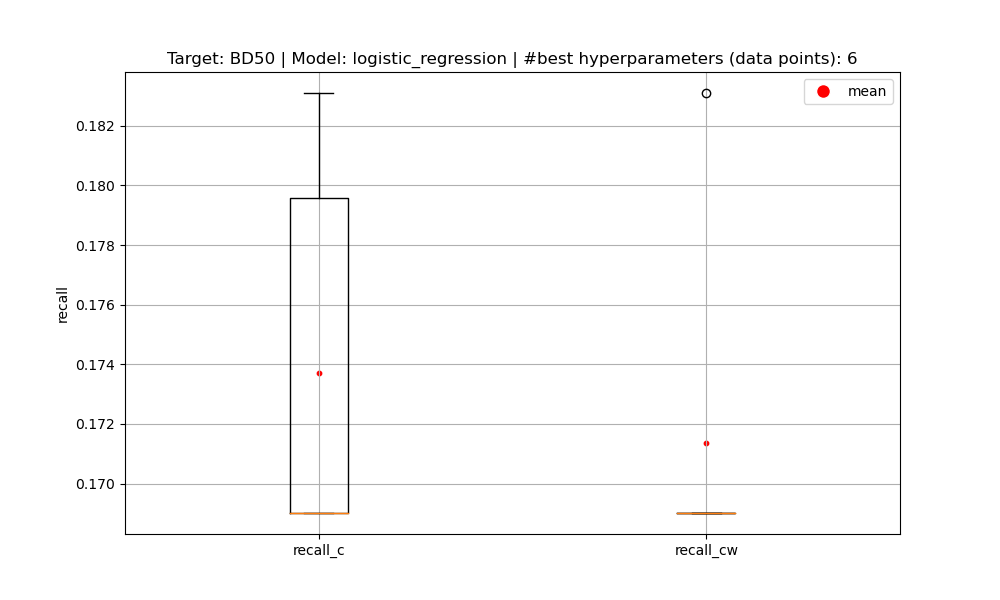 Target: BD50 | Model: logistic_regression | #best hyperparameters (data points): 6
mean
0.182
0.180
0.178
0.176
0.174
0.172
0.170
recall
recall_c
recall_cw